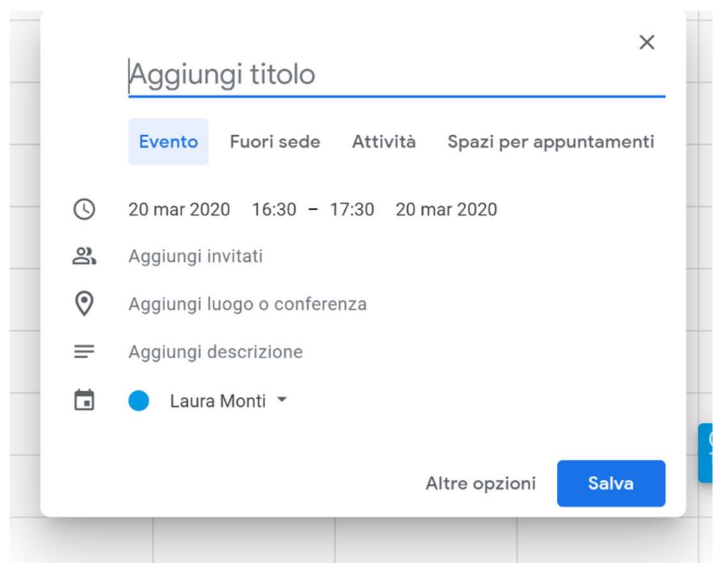 Aggiungi titolo
Evento Fuori sede Attività Spazi per appuntamenti
20 mar 2020 16:30 – 17:30 20 mar 2020
Aggiungi invitati
Aggiungi luogo o conferenza
Aggiungi descrizione
Laura Monti
Altre opzioni Salva